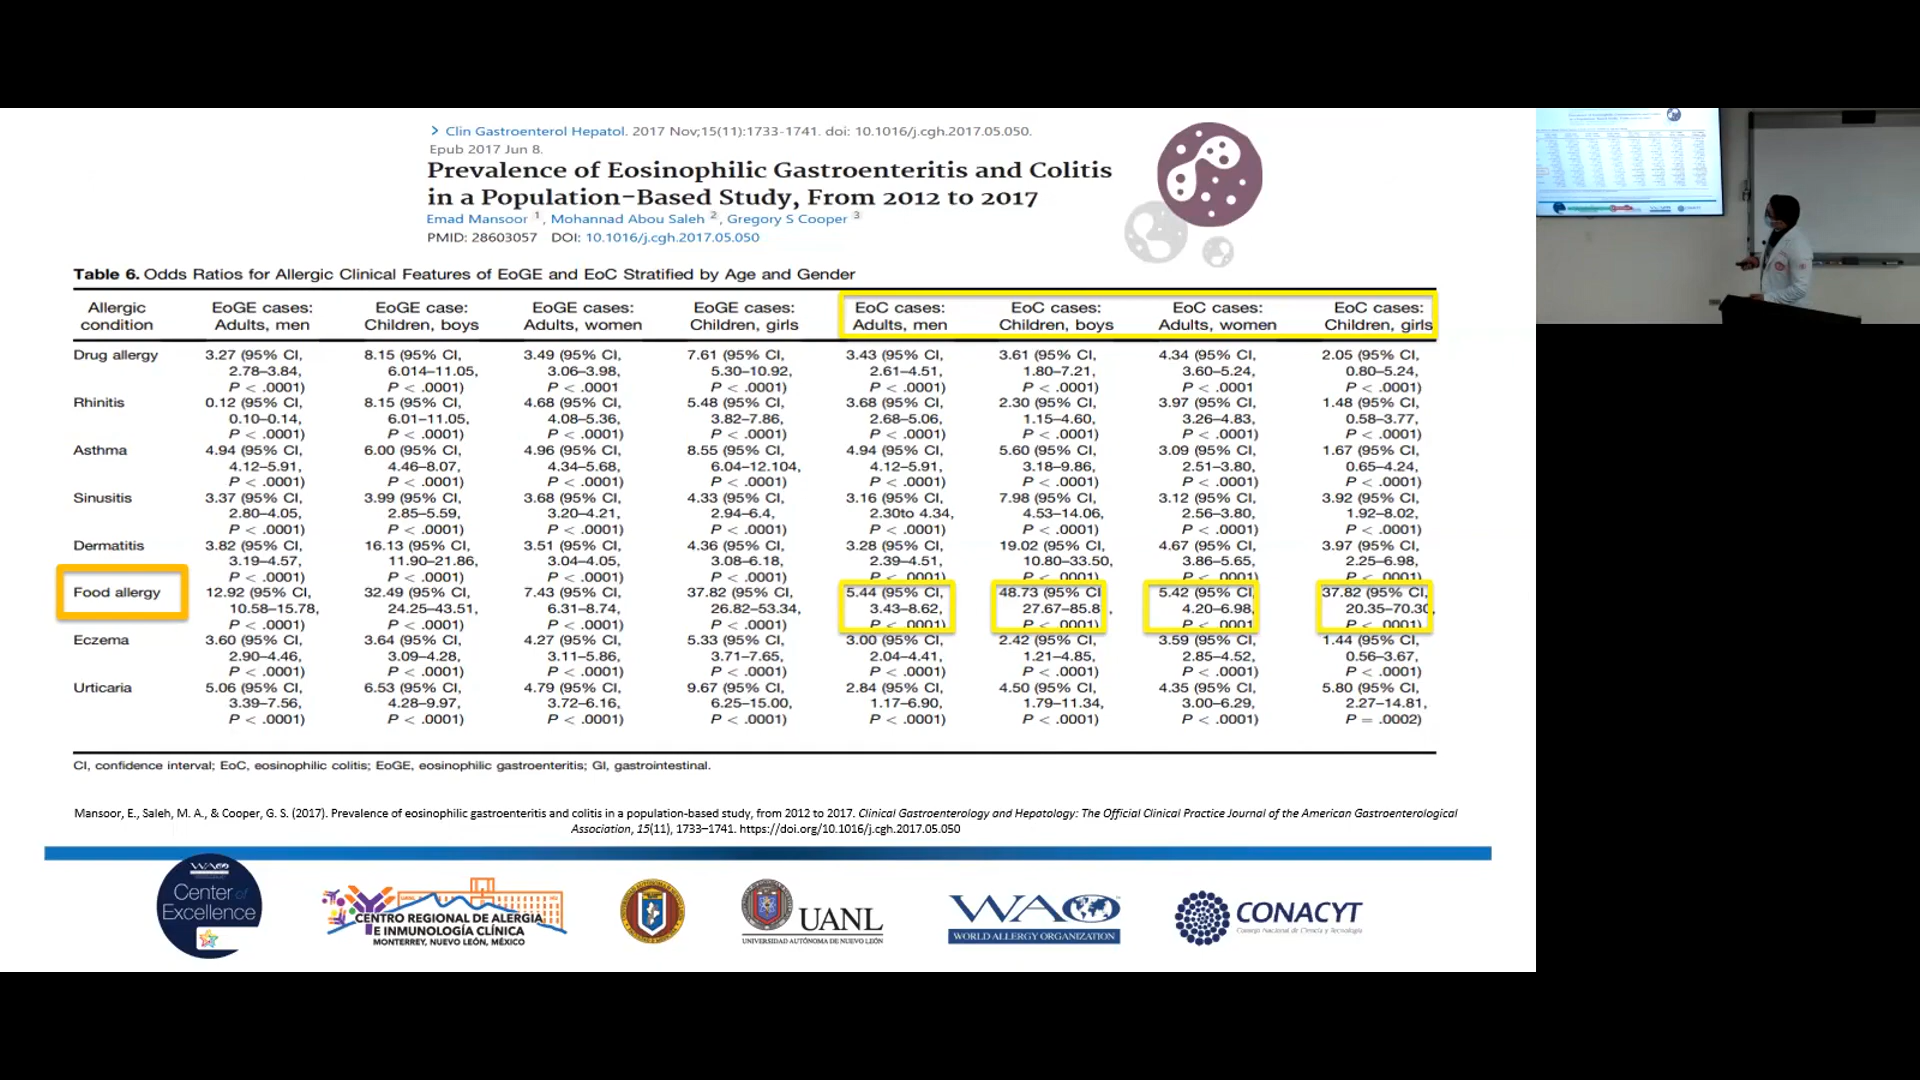 > Clin Gastroenterol Hepatol. 2017 Nov;15(11):1733-1741. doi: 10.1016/j.cgh.2017.05.050.
Epub 2017 Jun 8.
Prevalence of Eosinophilic Gastroenteritis and Colitis
in a Population-Based Study, From 2012 to 2017
Emad Mansoor 1, Mohannad Abou Saleh 2, Gregory S Cooper 3
PMID: 28603057 DOI: 10.1016/j.cgh.2017.05.050
Table 6. Odds Ratios for Allergic Clinical Features of EoGE and EoC Stratified by Age and Gender
Allergic EoGE cases: EoGE case: EoGE cases: EoGE cases: EoC cases: EoC cases: EoC cases: EoC cases:
condition Adults, men Children, boys Adults, women Children, girls Adults, men Children, boys Adults, women Children, girls
Drug allergy 3.27 (95% CI, 8.15 (95% CI, 3.49 (95% CI, 7.61 (95% CI, 3.43 (95% CI, 3.61 (95% CI, 4.34 (95% CI, 2.05 (95% CI,
2.78–3.84, 6.014–11.05, 3.06–3.98, 5.30–10.92, 2.61–4.51, 1.80–7.21, 3.60–5.24, 0.80–5.24,
P < .0001) P < .0001) P < .0001 P < .0001) P < .0001) P < .0001) P < .0001 P < .0001)
Rhinitis 0.12 (95% CI, 8.15 (95% CI, 4.68 (95% CI, 5.48 (95% CI, 3.68 (95% CI, 2.30 (95% CI, 3.97 (95% CI, 1.48 (95% CI,
0.10–0.14, 6.01–11.05, 4.08–5.36, 3.82–7.86, 2.68–5.06, 1.15–4.60, 3.26–4.83, 0.58–3.77,
P < .0001) P < .0001) P < .0001) P < .0001) P < .0001) P < .0001) P < .0001) P < .0001)
Asthma 4.94 (95% CI, 6.00 (95% CI, 4.96 (95% CI, 8.55 (95% CI, 4.94 (95% CI, 5.60 (95% CI, 3.09 (95% CI, 1.67 (95% CI,
4.12–5.91, 4.46–8.07, 4.34–5.68, 6.04–12.104, 4.12–5.91, 3.18–9.86, 2.51–3.80, 0.65–4.24,
P < .0001) P < .0001) P < .0001) P < .0001) P < .0001) P < .0001) P < .0001) P < .0001)
Sinusitis 3.37 (95% CI, 3.99 (95% CI, 3.68 (95% CI, 4.33 (95% CI, 3.16 (95% CI, 7.98 (95% CI, 3.12 (95% CI, 3.92 (95% CI,
2.80–4.05, 2.85–5.59, 3.20–4.21, 2.94–6.4, 2.30to 4.34, 4.53–14.06, 2.56–3.80, 1.92–8.02,
P < .0001) P < .0001) P < .0001) P < .0001) P < .0001) P < .0001) P < .0001) P < .0001)
Dermatitis 3.82 (95% CI, 16.13 (95% CI, 3.51 (95% CI, 4.36 (95% CI, 3.28 (95% CI, 19.02 (95% CI, 4.67 (95% CI, 3.97 (95% CI,
3.19–4.57, 11.90–21.86, 3.04–4.05, 3.08–6.18, 2.39–4.51, 10.80–33.50, 3.86–5.65, 2.25–6.98,
P < .0001) P < .0001) P < .0001) P < .0001) P < .0001) P < .0001) P < .0001) P < .0001)
Food allergy 12.92 (95% CI, 32.49 (95% CI, 7.43 (95% CI, 37.82 (95% CI, 5.44 (95% CI, 48.73 (95% CI 5.42 (95% CI, 37.82 (95% CI,
10.58–15.78, 24.25–43.51, 6.31–8.74, 26.82–53.34, 3.43–8.62, 27.67–85.8 , 4.20–6.98, 20.35–70.30,
P < .0001) P < .0001) P < .0001) P < .0001) P < .0001) P < .0001) P < .0001 P < .0001)
Eczema 3.60 (95% CI, 3.64 (95% CI, 4.27 (95% CI, 5.33 (95% CI, 3.00 (95% CI, 2.42 (95% CI, 3.59 (95% CI, 1.44 (95% CI,
2.90–4.46, 3.09–4.28, 3.11–5.86, 3.71–7.65, 2.04–4.41, 1.21–4.85, 2.85–4.52, 0.56–3.67,
P < .0001) P < .0001) P < .0001) P < .0001) P < .0001) P < .0001) P < .0001) P < .0001)
Urticaria 5.06 (95% CI, 6.53 (95% CI, 4.79 (95% CI, 9.67 (95% CI, 2.84 (95% CI, 4.50 (95% CI, 4.35 (95% CI, 5.80 (95% CI,
3.39–7.56, 4.28–9.97, 3.72–6.16, 6.25–15.00, 1.17–6.90, 1.79–11.34, 3.00–6.29, 2.27–14.81,
P < .0001) P < .0001) P < .0001) P < .0001) P < .0001) P < .0001) P < .0001) P = .0002)
CI, confidence interval; EoC, eosinophilic colitis; EoGE, eosinophilic gastroenteritis; GI, gastrointestinal.
Mansoor, E., Saleh, M. A., & Cooper, G. S. (2017). Prevalence of eosinophilic gastroenteritis and colitis in a population-based study, from 2012 to 2017. Clinical Gastroenterology and Hepatology: The Official Clinical Practice Journal of the American Gastroenterological
Association, 15(11), 1733–1741. https://doi.org/10.1016/j.cgh.2017.05.050
WAO
Center of
Excellence
CENTRO REGIONAL DE ALERGIA
E INMUNOLOGÍA CLÍNICA
MONTERREY, NUEVO LEÓN, MÉXICO
UANL
UNIVERSIDAD AUTÓNOMA DE NUEVO LEÓN
WAO
WORLD ALLERGY ORGANIZATION
CONACYT
Consejo Nacional de Ciencia y Tecnología